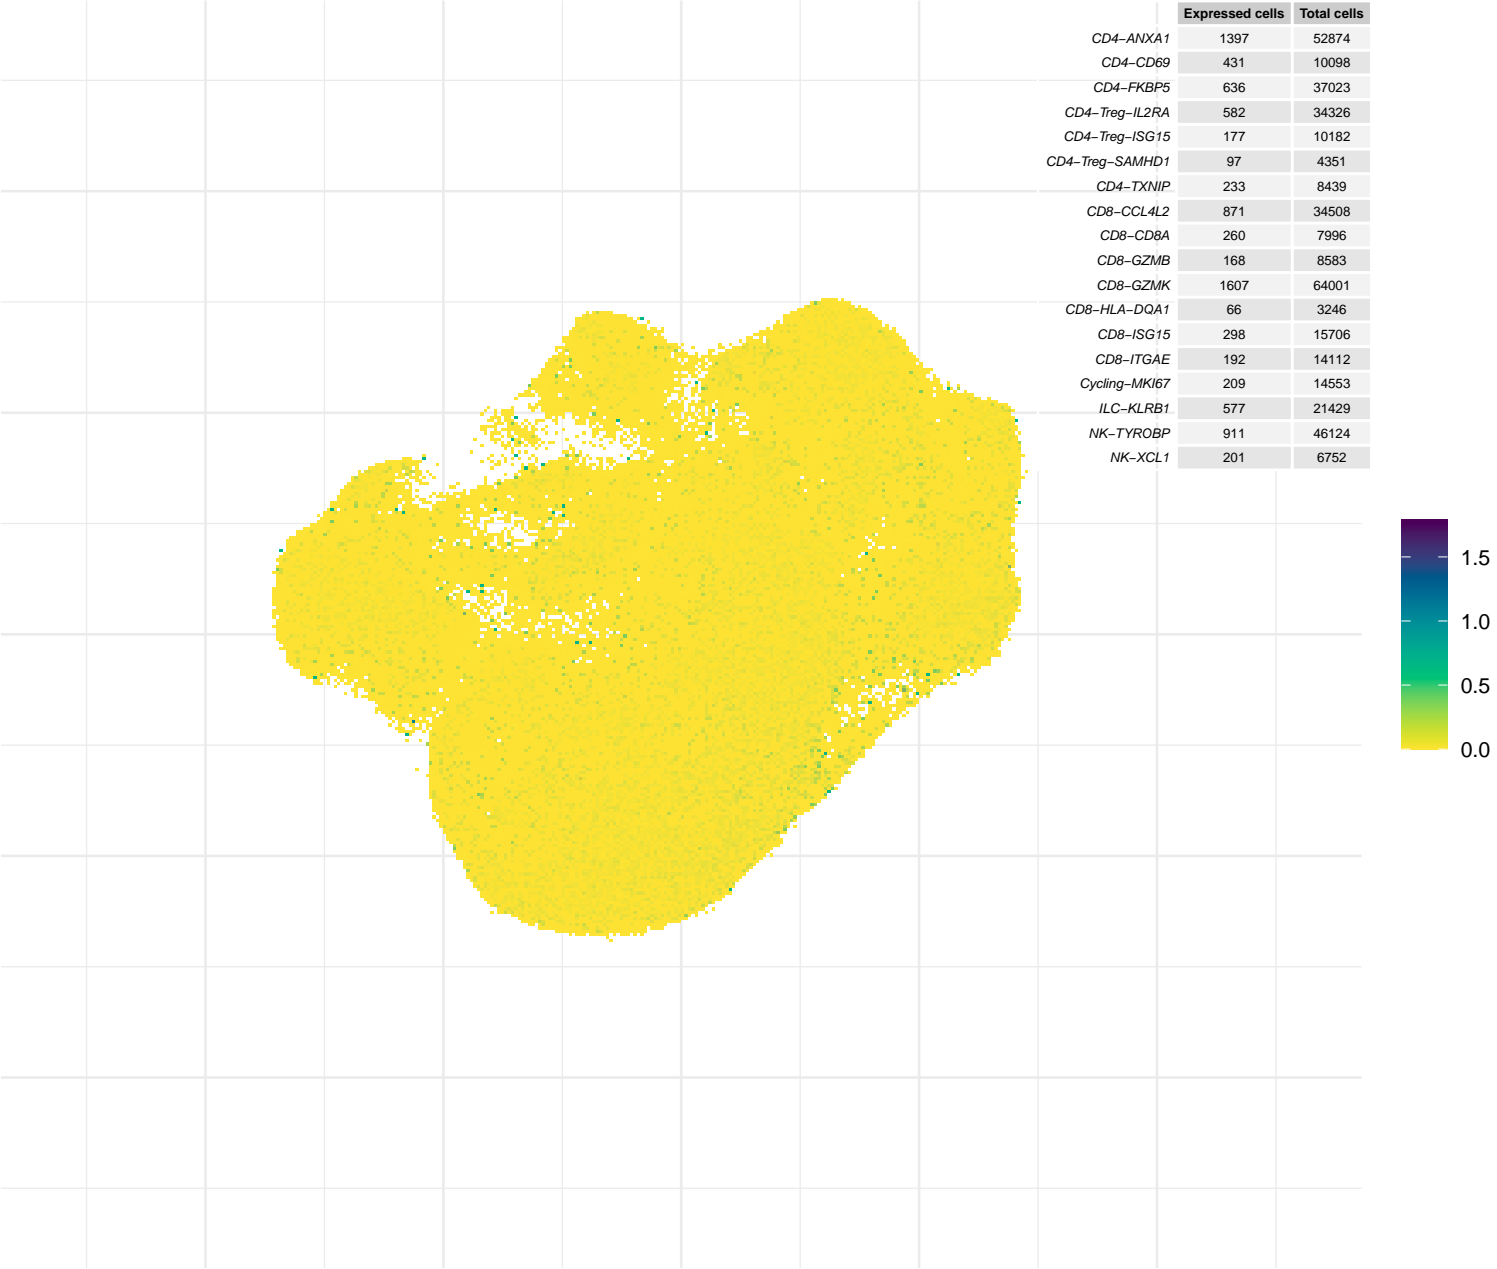 Expressed cells Total cells
CD4−ANXA1 1397 52874
CD4−CD69 431 10098
CD4−FKBP5 636 37023
CD4−Treg−IL2RA 582 34326
CD4−Treg−ISG15 177 10182
CD4−Treg−SAMHD1 97 4351
CD4−TXNIP 233 8439
CD8−CCL4L2 871 34508
CD8−CD8A 260 7996
CD8−GZMB 168 8583
CD8−GZMK 1607 64001
CD8−HLA−DQA1 66 3246
CD8−ISG15 298 15706
CD8−ITGAE 192 14112
Cycling−MKI67 209 14553
ILC−KLRB1 577 21429
NK−TYROBP 911 46124
NK−XCL1 201 6752
1.5
1.0
0.5
0.0